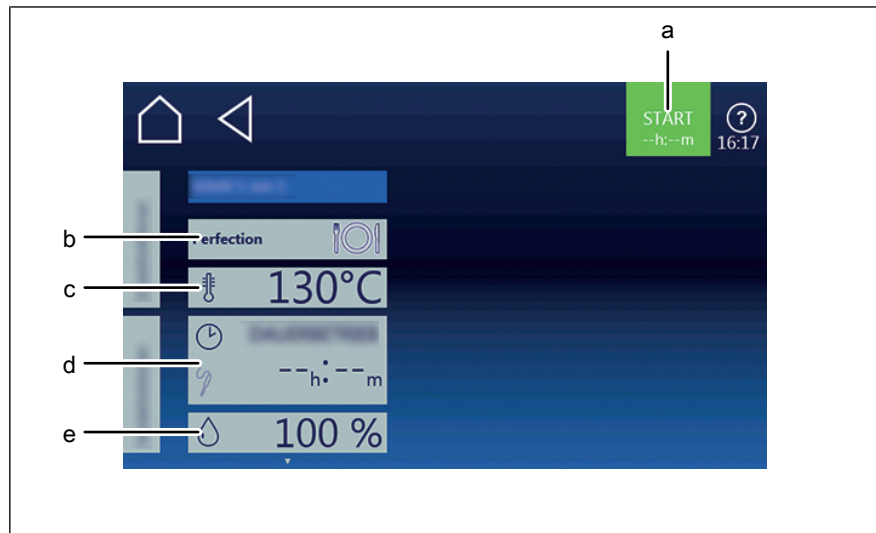 a
START
--h:--m
?
16:17
b
Perfection
c
130°C
d
--h:--m
e
100 %